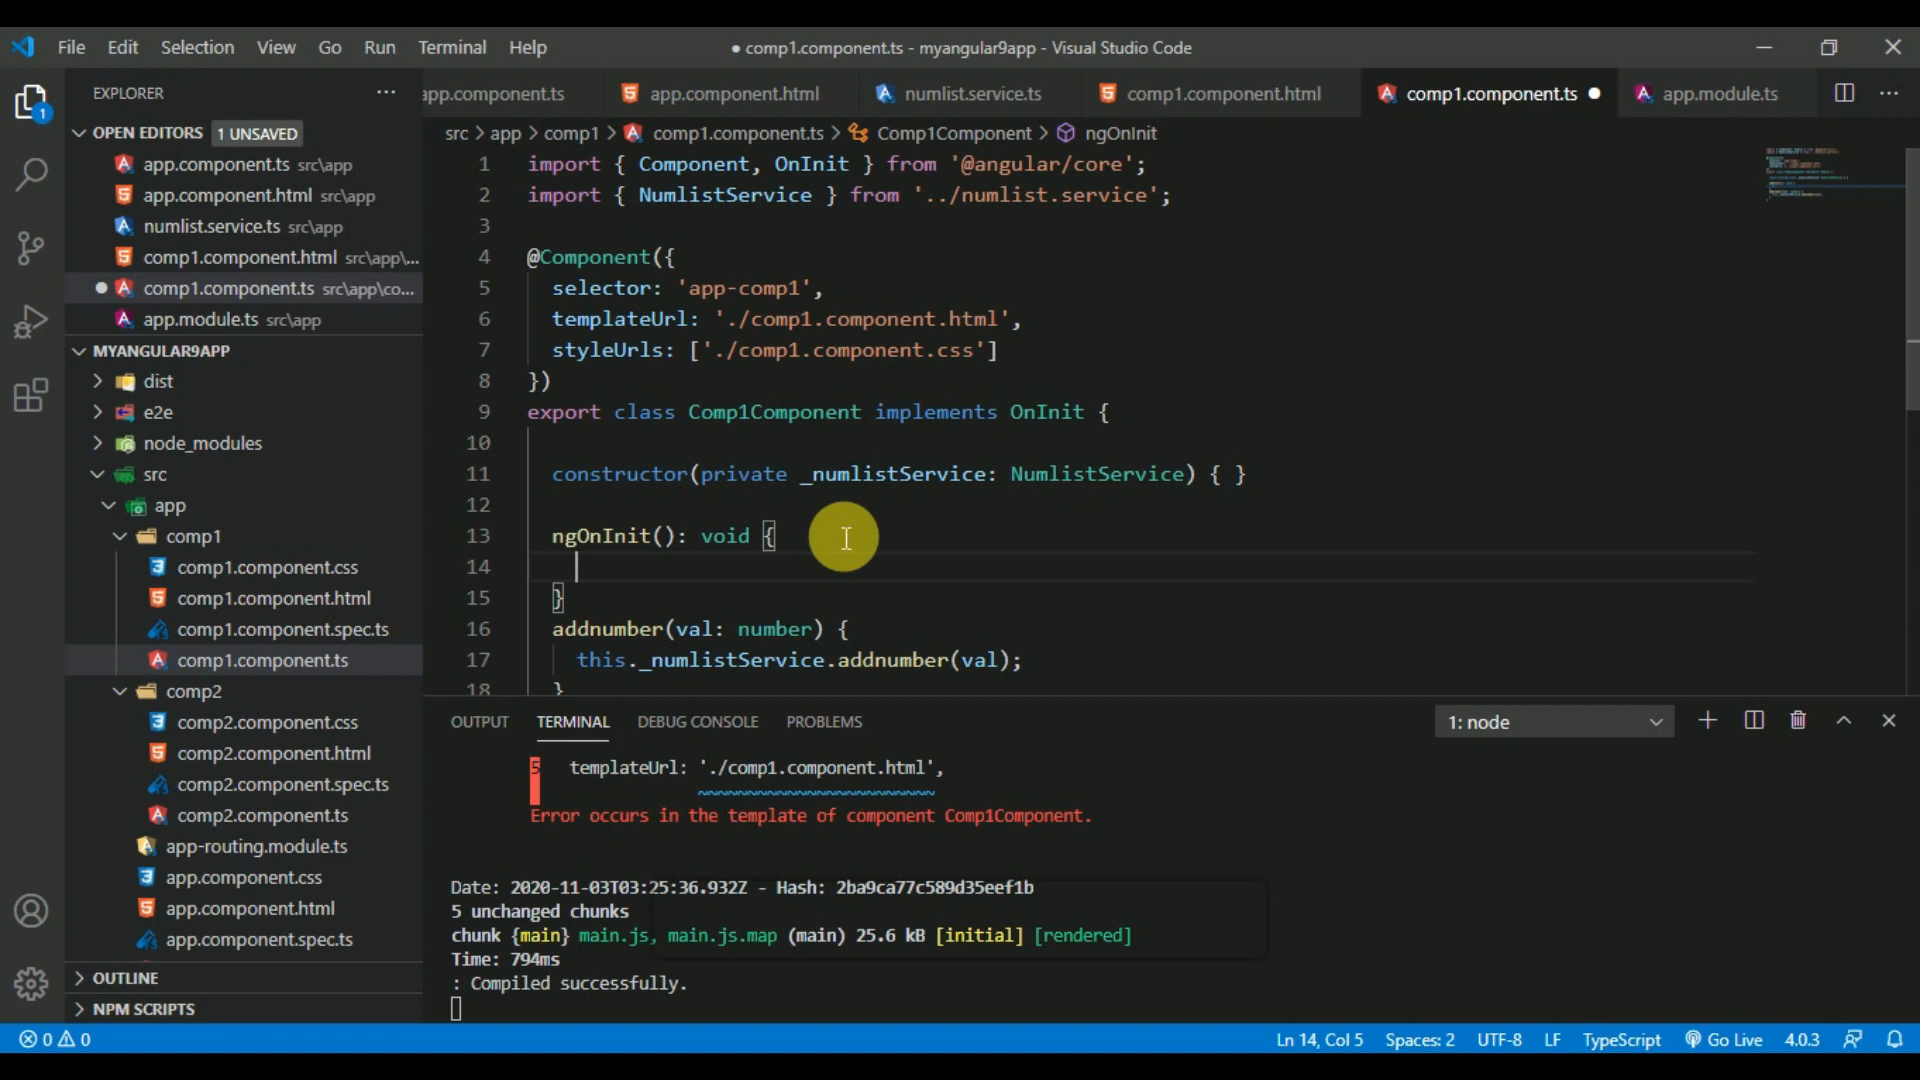 File Edit Selection View Go Run Terminal Help ● comp1.component.ts - myangular9app - Visual Studio Code
EXPLORER ···
app.component.ts app.component.html numlist.service.ts comp1.component.html comp1.component.ts ● app.module.ts ···
1
OPEN EDITORS 1 UNSAVED
src > app > comp1 > comp1.component.ts > Comp1Component > ngOnInit
app.component.ts src\app
app.component.html src\app
numlist.service.ts src\app
comp1.component.html src\app\...
● comp1.component.ts src\app\co...
app.module.ts src\app
MYANGULAR9APP
dist
e2e
node_modules
src
app
comp1
comp1.component.css
comp1.component.html
comp1.component.spec.ts
comp1.component.ts
comp2
comp2.component.css
comp2.component.html
comp2.component.spec.ts
comp2.component.ts
app-routing.module.ts
app.component.css
app.component.html
app.component.spec.ts
OUTLINE
NPM SCRIPTS
1 import { Component, OnInit } from '@angular/core';
2 import { NumlistService } from '../numlist.service';
3
4 @Component({
5 selector: 'app-comp1',
6 templateUrl: './comp1.component.html',
7 styleUrls: ['./comp1.component.css']
8 })
9 export class Comp1Component implements OnInit {
10
11 constructor(private _numlistService: NumlistService) { }
12
13 ngOnInit(): void {
14
15 }
16 addnumber(val: number) {
17 this._numlistService.addnumber(val);
18 }
OUTPUT TERMINAL DEBUG CONSOLE PROBLEMS 1: node
5 templateUrl: './comp1.component.html',
~~~~~~~~~~~~~~~~~~~~~~~~
Error occurs in the template of component Comp1Component.
Date: 2020-11-03T03:25:36.932Z - Hash: 2ba9ca77c589d35eef1b
5 unchanged chunks
chunk {main} main.js, main.js.map (main) 25.6 kB [initial] [rendered]
Time: 794ms
: Compiled successfully.
0 0 Ln 14, Col 5 Spaces: 2 UTF-8 LF TypeScript Go Live 4.0.3